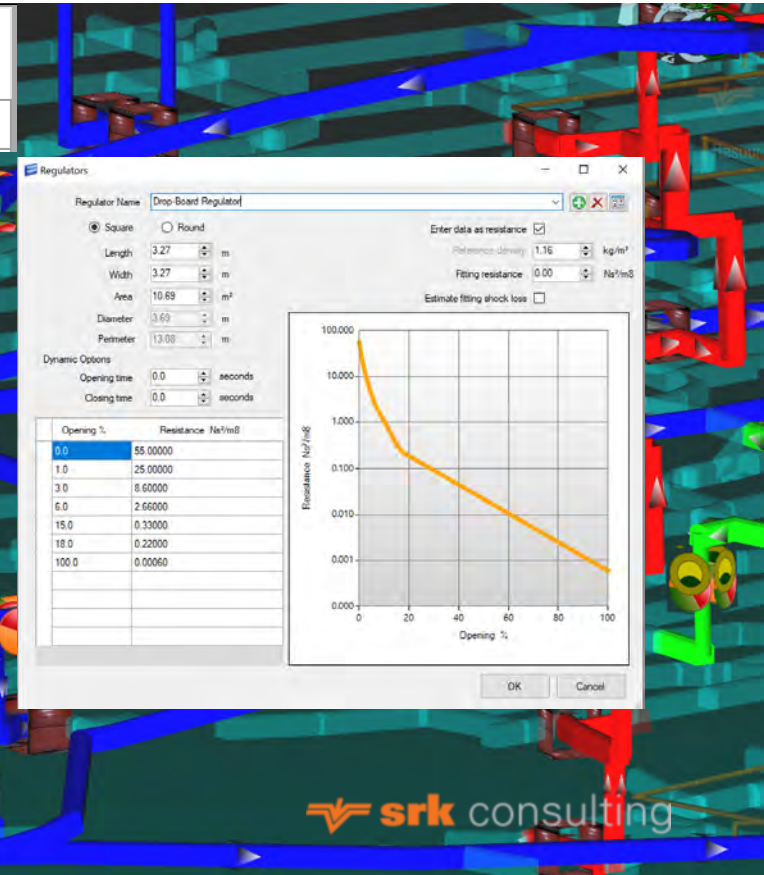 Regulators
Regulator Name Drop-Board Regulator
Square Round
Length 3.27 m
Width 3.27 m
Area 10.69 m²
Diameter 3.69 m
Perimeter 13.08 m
Dynamic Options
Opening time 0.0 seconds
Closing time 0.0 seconds
Enter data as resistance
Reference density 1.16 kg/m³
Fitting resistance 0.00 Ns²/m8
Estimate fitting shock loss
Opening % Resistance Ns²/m8
0.0 55.00000
1.0 25.00000
3.0 8.60000
6.0 2.66000
15.0 0.33000
18.0 0.22000
100.0 0.00060
100.000
10.000
1.000
0.100
0.010
0.001
0.000
Resistance Ns²/m8
0 20 40 60 80 100
Opening %
OK Cancel
srk consulting